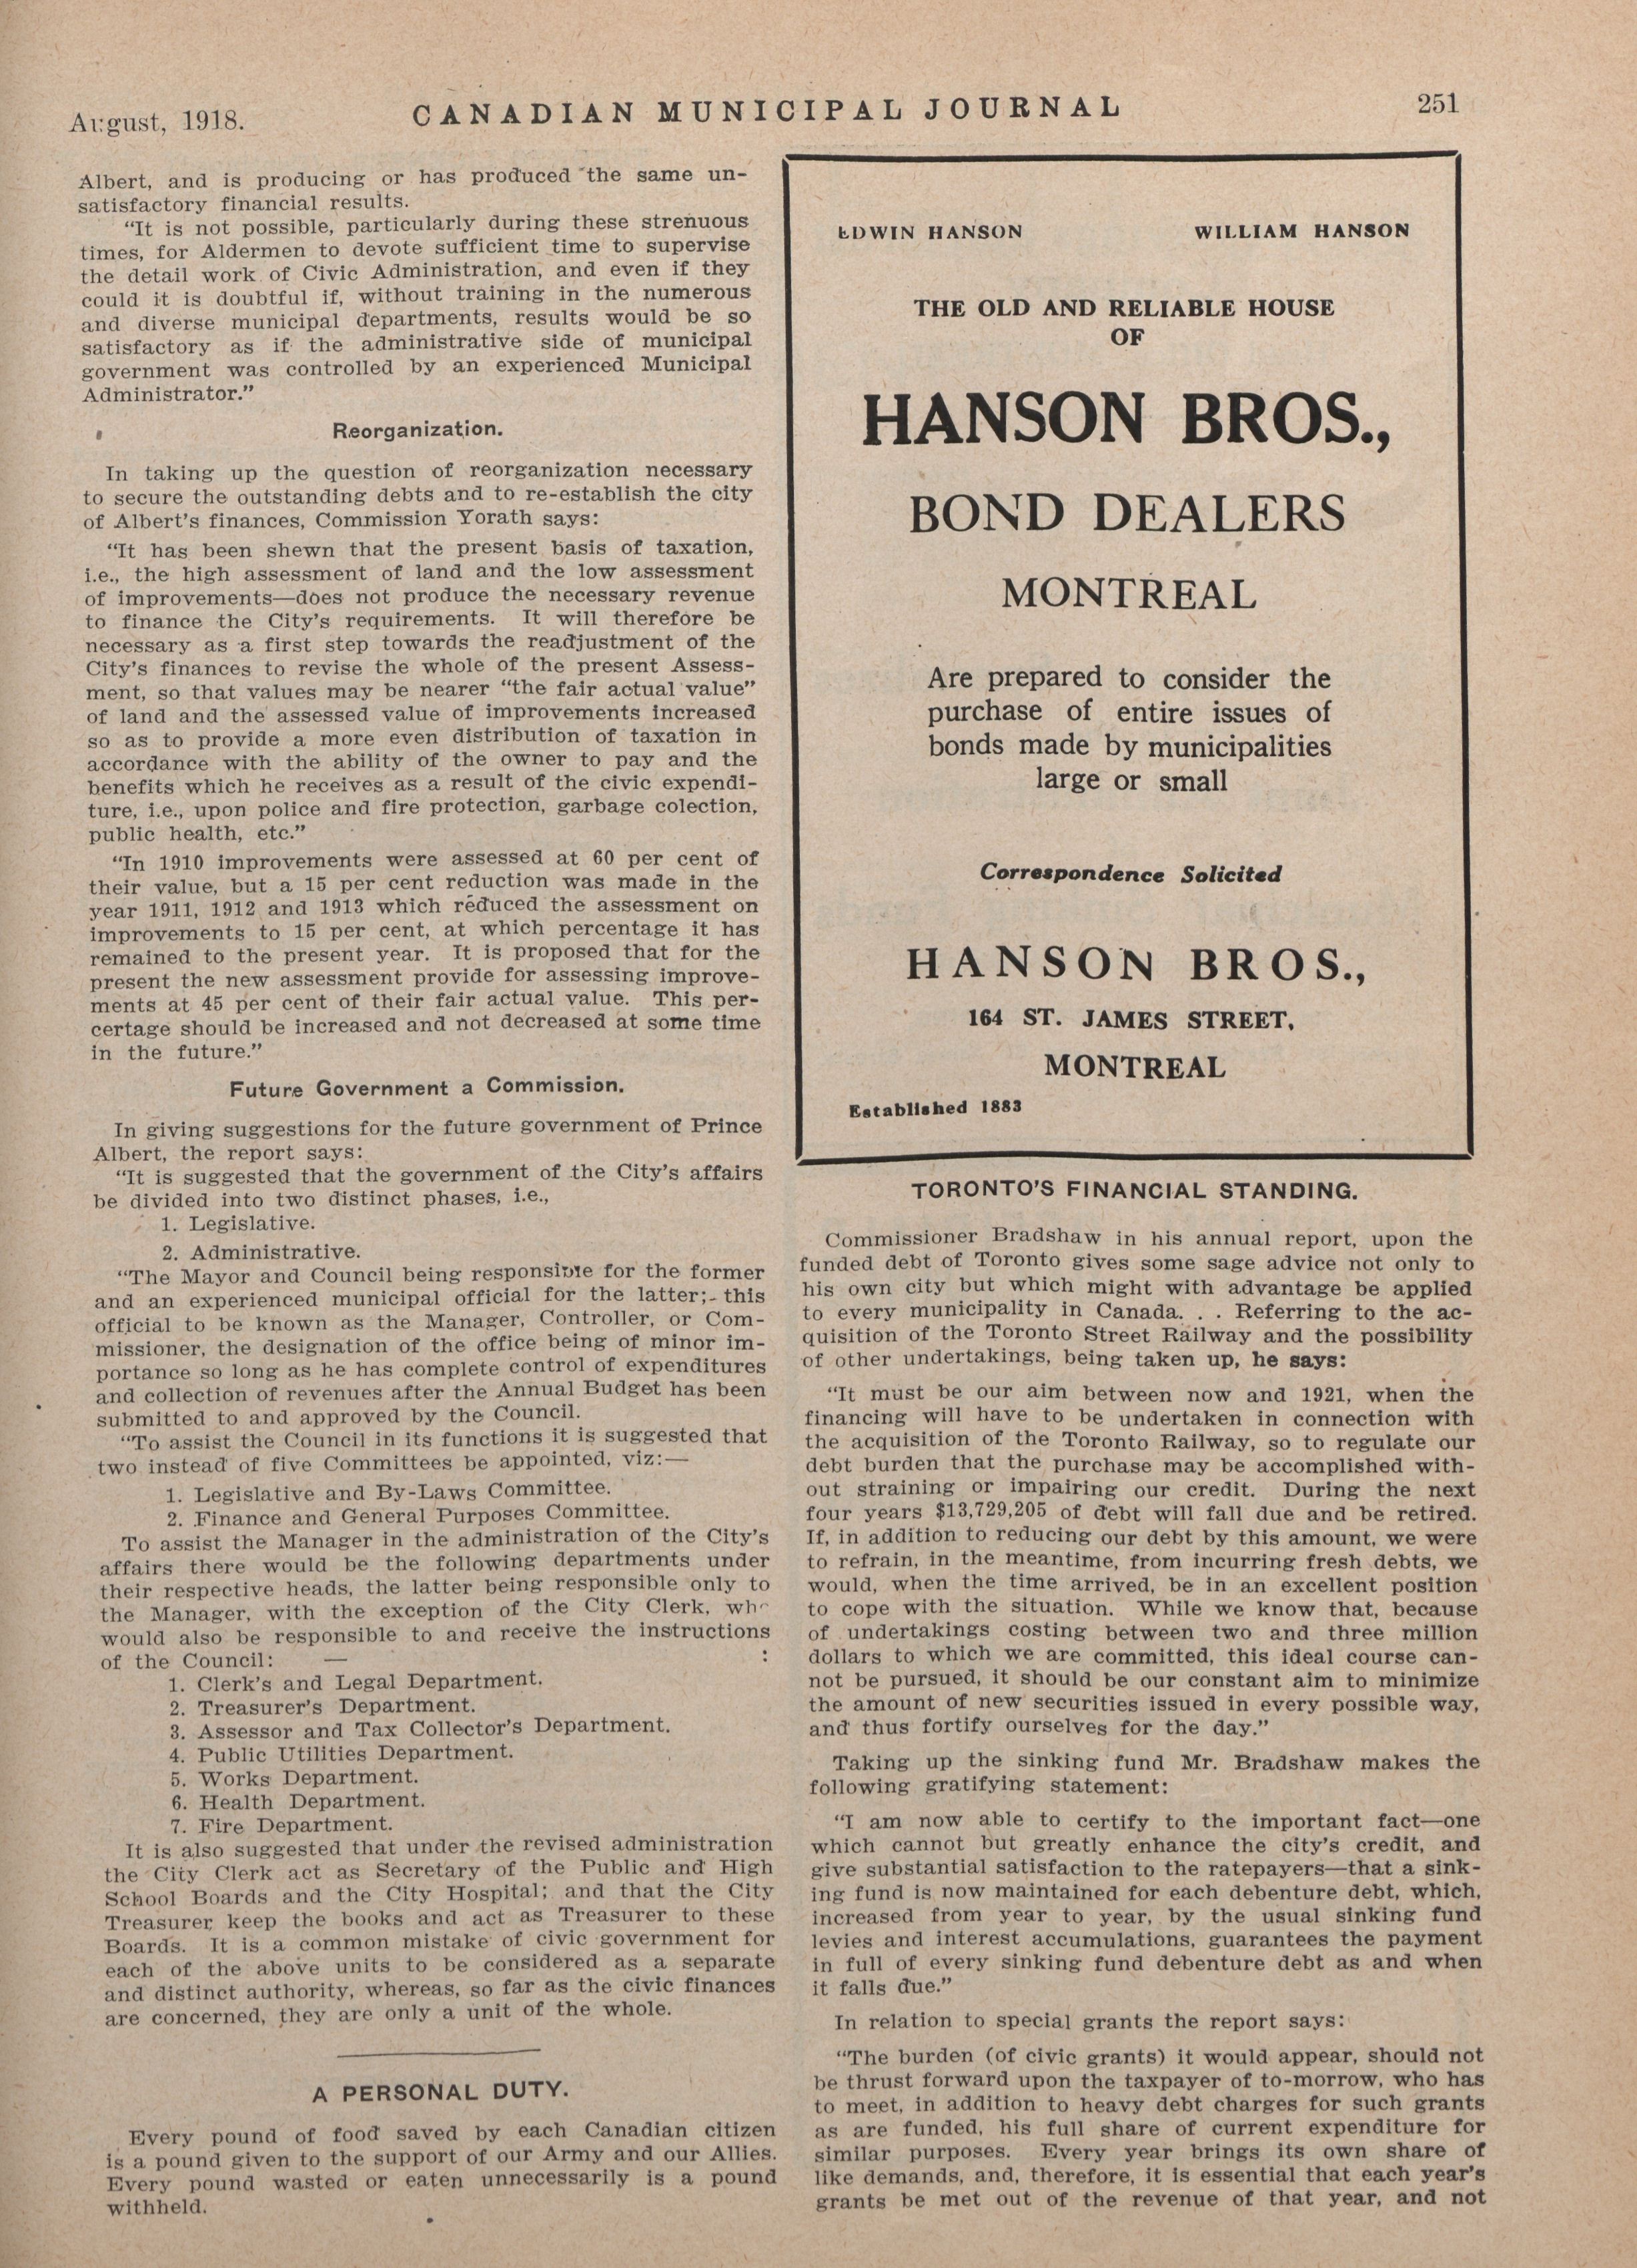 August, 1918.
CANADIAN MUNICIPAL JOURNAL
251
Albert, and is producing or has produced the same un-
satisfactory financial results.
"It is not possible, particularly during these strenuous
times, for Aldermen to devote sufficient time to supervise
the detail work of Civic Administration, and even if they
could it is doubtful if, without training in the numerous
and diverse municipal departments, results would be so
satisfactory as if the administrative side of municipal
government was controlled by an experienced Municipal
Administrator."
Reorganization.
In taking up the question of reorganization necessary
to secure the outstanding debts and to re-establish the city
of Albert's finances, Commission Yorath says:
"It has been shewn that the present basis of taxation,
i.e., the high assessment of land and the low assessment
of improvements—does not produce the necessary revenue
to finance the City's requirements. It will therefore be
necessary as a first step towards the readjustment of the
City's finances to revise the whole of the present Assess-
ment, so that values may be nearer "the fair actual value"
of land and the assessed value of improvements increased
so as to provide a more even distribution of taxation in
accordance with the ability of the owner to pay and the
benefits which he receives as a result of the civic expendi-
ture, i.e., upon police and fire protection, garbage colection,
public health, etc."
"In 1910 improvements were assessed at 60 per cent of
their value, but a 15 per cent reduction was made in the
year 1911, 1912 and 1913 which reduced the assessment on
improvements to 15 per cent, at which percentage it has
remained to the present year. It is proposed that for the
present the new assessment provide for assessing improve-
ments at 45 per cent of their fair actual value. This per-
certage should be increased and not decreased at some time
in the future."
Future Government a Commission.
In giving suggestions for the future government of Prince
Albert, the report says:
"It is suggested that the government of the City's affairs
be divided into two distinct phases, i.e.,
1. Legislative.
2. Administrative.
"The Mayor and Council being responsible for the former
and an experienced municipal official for the latter; this
official to be known as the Manager, Controller, or Com-
missioner, the designation of the office being of minor im-
portance so long as he has complete control of expenditures
and collection of revenues after the Annual Budget has been
submitted to and approved by the Council.
"To assist the Council in its functions it is suggested that
two instead of five Committees be appointed, viz:—
1. Legislative and By-Laws Committee.
2. Finance and General Purposes Committee.
To assist the Manager in the administration of the City's
affairs there would be the following departments under
their respective heads, the latter being responsible only to
the Manager, with the exception of the City Clerk, who
would also be responsible to and receive the instructions
of the Council: — :
1. Clerk's and Legal Department.
2. Treasurer's Department.
3. Assessor and Tax Collector's Department.
4. Public Utilities Department.
5. Works Department.
6. Health Department.
7. Fire Department.
It is also suggested that under the revised administration
the City Clerk act as Secretary of the Public and High
School Boards and the City Hospital; and that the City
Treasurer keep the books and act as Treasurer to these
Boards. It is a common mistake of civic government for
each of the above units to be considered as a separate
and distinct authority, whereas, so far as the civic finances
are concerned, they are only a unit of the whole.
A PERSONAL DUTY.
Every pound of food saved by each Canadian citizen
is a pound given to the support of our Army and our Allies.
Every pound wasted or eaten unnecessarily is a pound
withheld.
EDWIN HANSON
WILLIAM HANSON
THE OLD AND RELIABLE HOUSE
OF
HANSON BROS.,
BOND DEALERS
MONTREAL
Are prepared to consider the
purchase of entire issues of
bonds made by municipalities
large or small
Correspondence Solicited
HANSON BROS.,
164 ST. JAMES STREET,
MONTREAL
Established 1883
TORONTO'S FINANCIAL STANDING.
Commissioner Bradshaw in his annual report, upon the
funded debt of Toronto gives some sage advice not only to
his own city but which might with advantage be applied
to every municipality in Canada. . . Referring to the ac-
quisition of the Toronto Street Railway and the possibility
of other undertakings, being taken up, he says:
"It must be our aim between now and 1921, when the
financing will have to be undertaken in connection with
the acquisition of the Toronto Railway, so to regulate our
debt burden that the purchase may be accomplished with-
out straining or impairing our credit. During the next
four years $13,729,205 of debt will fall due and be retired.
If, in addition to reducing our debt by this amount, we were
to refrain, in the meantime, from incurring fresh debts, we
would, when the time arrived, be in an excellent position
to cope with the situation. While we know that, because
of undertakings costing between two and three million
dollars to which we are committed, this ideal course can-
not be pursued, it should be our constant aim to minimize
the amount of new securities issued in every possible way,
and thus fortify ourselves for the day."
Taking up the sinking fund Mr. Bradshaw makes the
following gratifying statement:
"I am now able to certify to the important fact—one
which cannot but greatly enhance the city's credit, and
give substantial satisfaction to the ratepayers—that a sink-
ing fund is now maintained for each debenture debt, which,
increased from year to year, by the usual sinking fund
levies and interest accumulations, guarantees the payment
in full of every sinking fund debenture debt as and when
it falls due."
In relation to special grants the report says:
"The burden (of civic grants) it would appear, should not
be thrust forward upon the taxpayer of to-morrow, who has
to meet, in addition to heavy debt charges for such grants
as are funded, his full share of current expenditure for
similar purposes. Every year brings its own share of
like demands, and, therefore, it is essential that each year's
grants be met out of the revenue of that year, and not